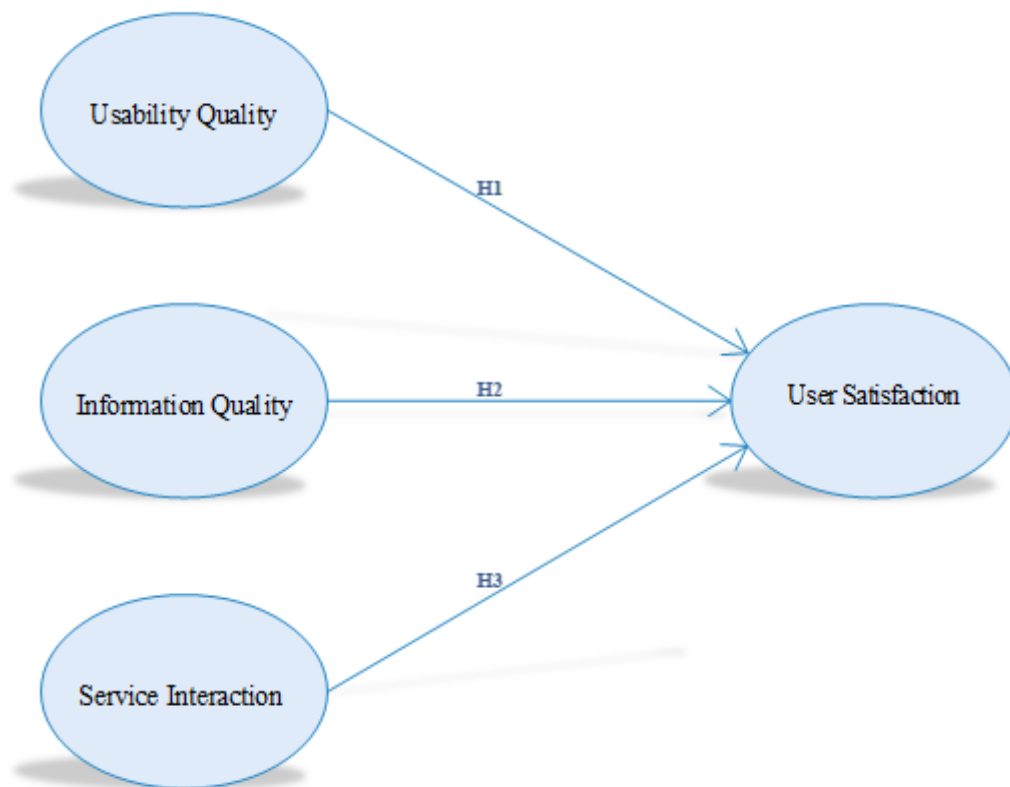 Usability Quality
H1
Information Quality
H2
User Satisfaction
H3
Service Interaction